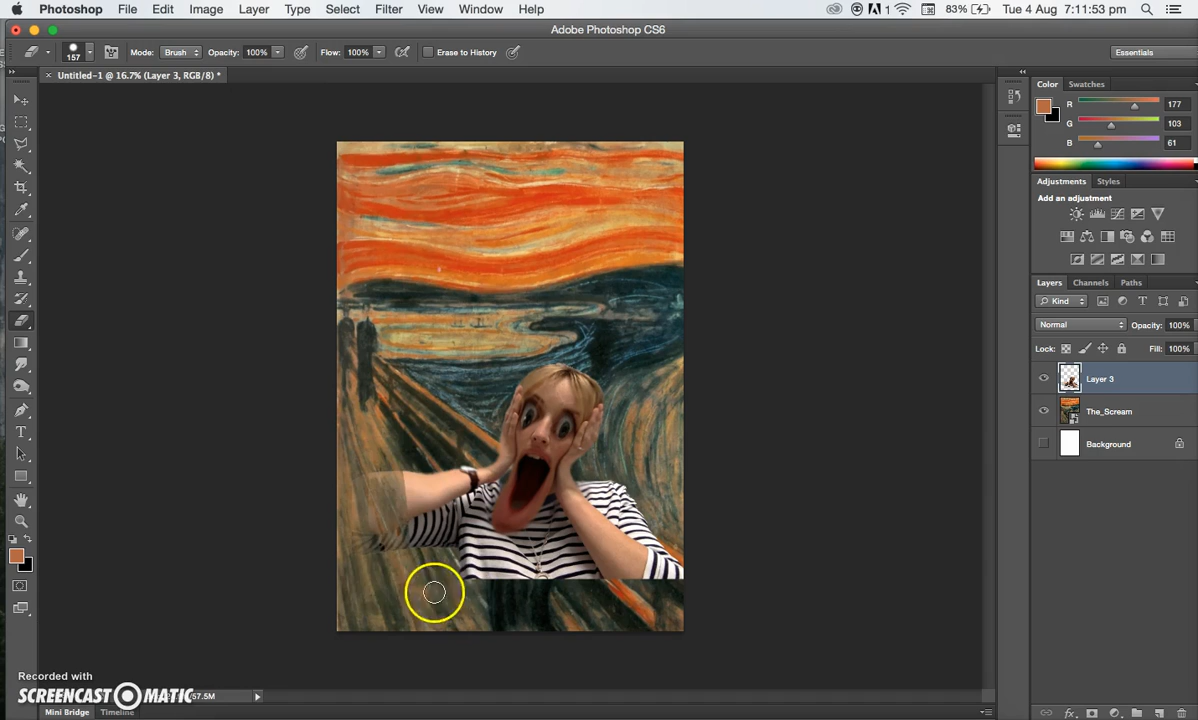 Photoshop File Edit Image Layer Type Select Filter View Window Help 1 83% Tue 4 Aug 7:11:53 pm
Adobe Photoshop CS6
157 Mode: Brush Opacity: 100% Flow: 100% Erase to History Essentials
Untitled-1 @ 16.7% (Layer 3, RGB/8) *
Color Swatches
R 177
G 103
B 61
Adjustments Styles
Add an adjustment
Layers Channels Paths
Kind
Normal Opacity: 100%
Lock: Fill: 100%
Layer 3
The_Scream
Background
Recorded with
SCREENCAST MATIC
/57.5M
Mini Bridge Timeline